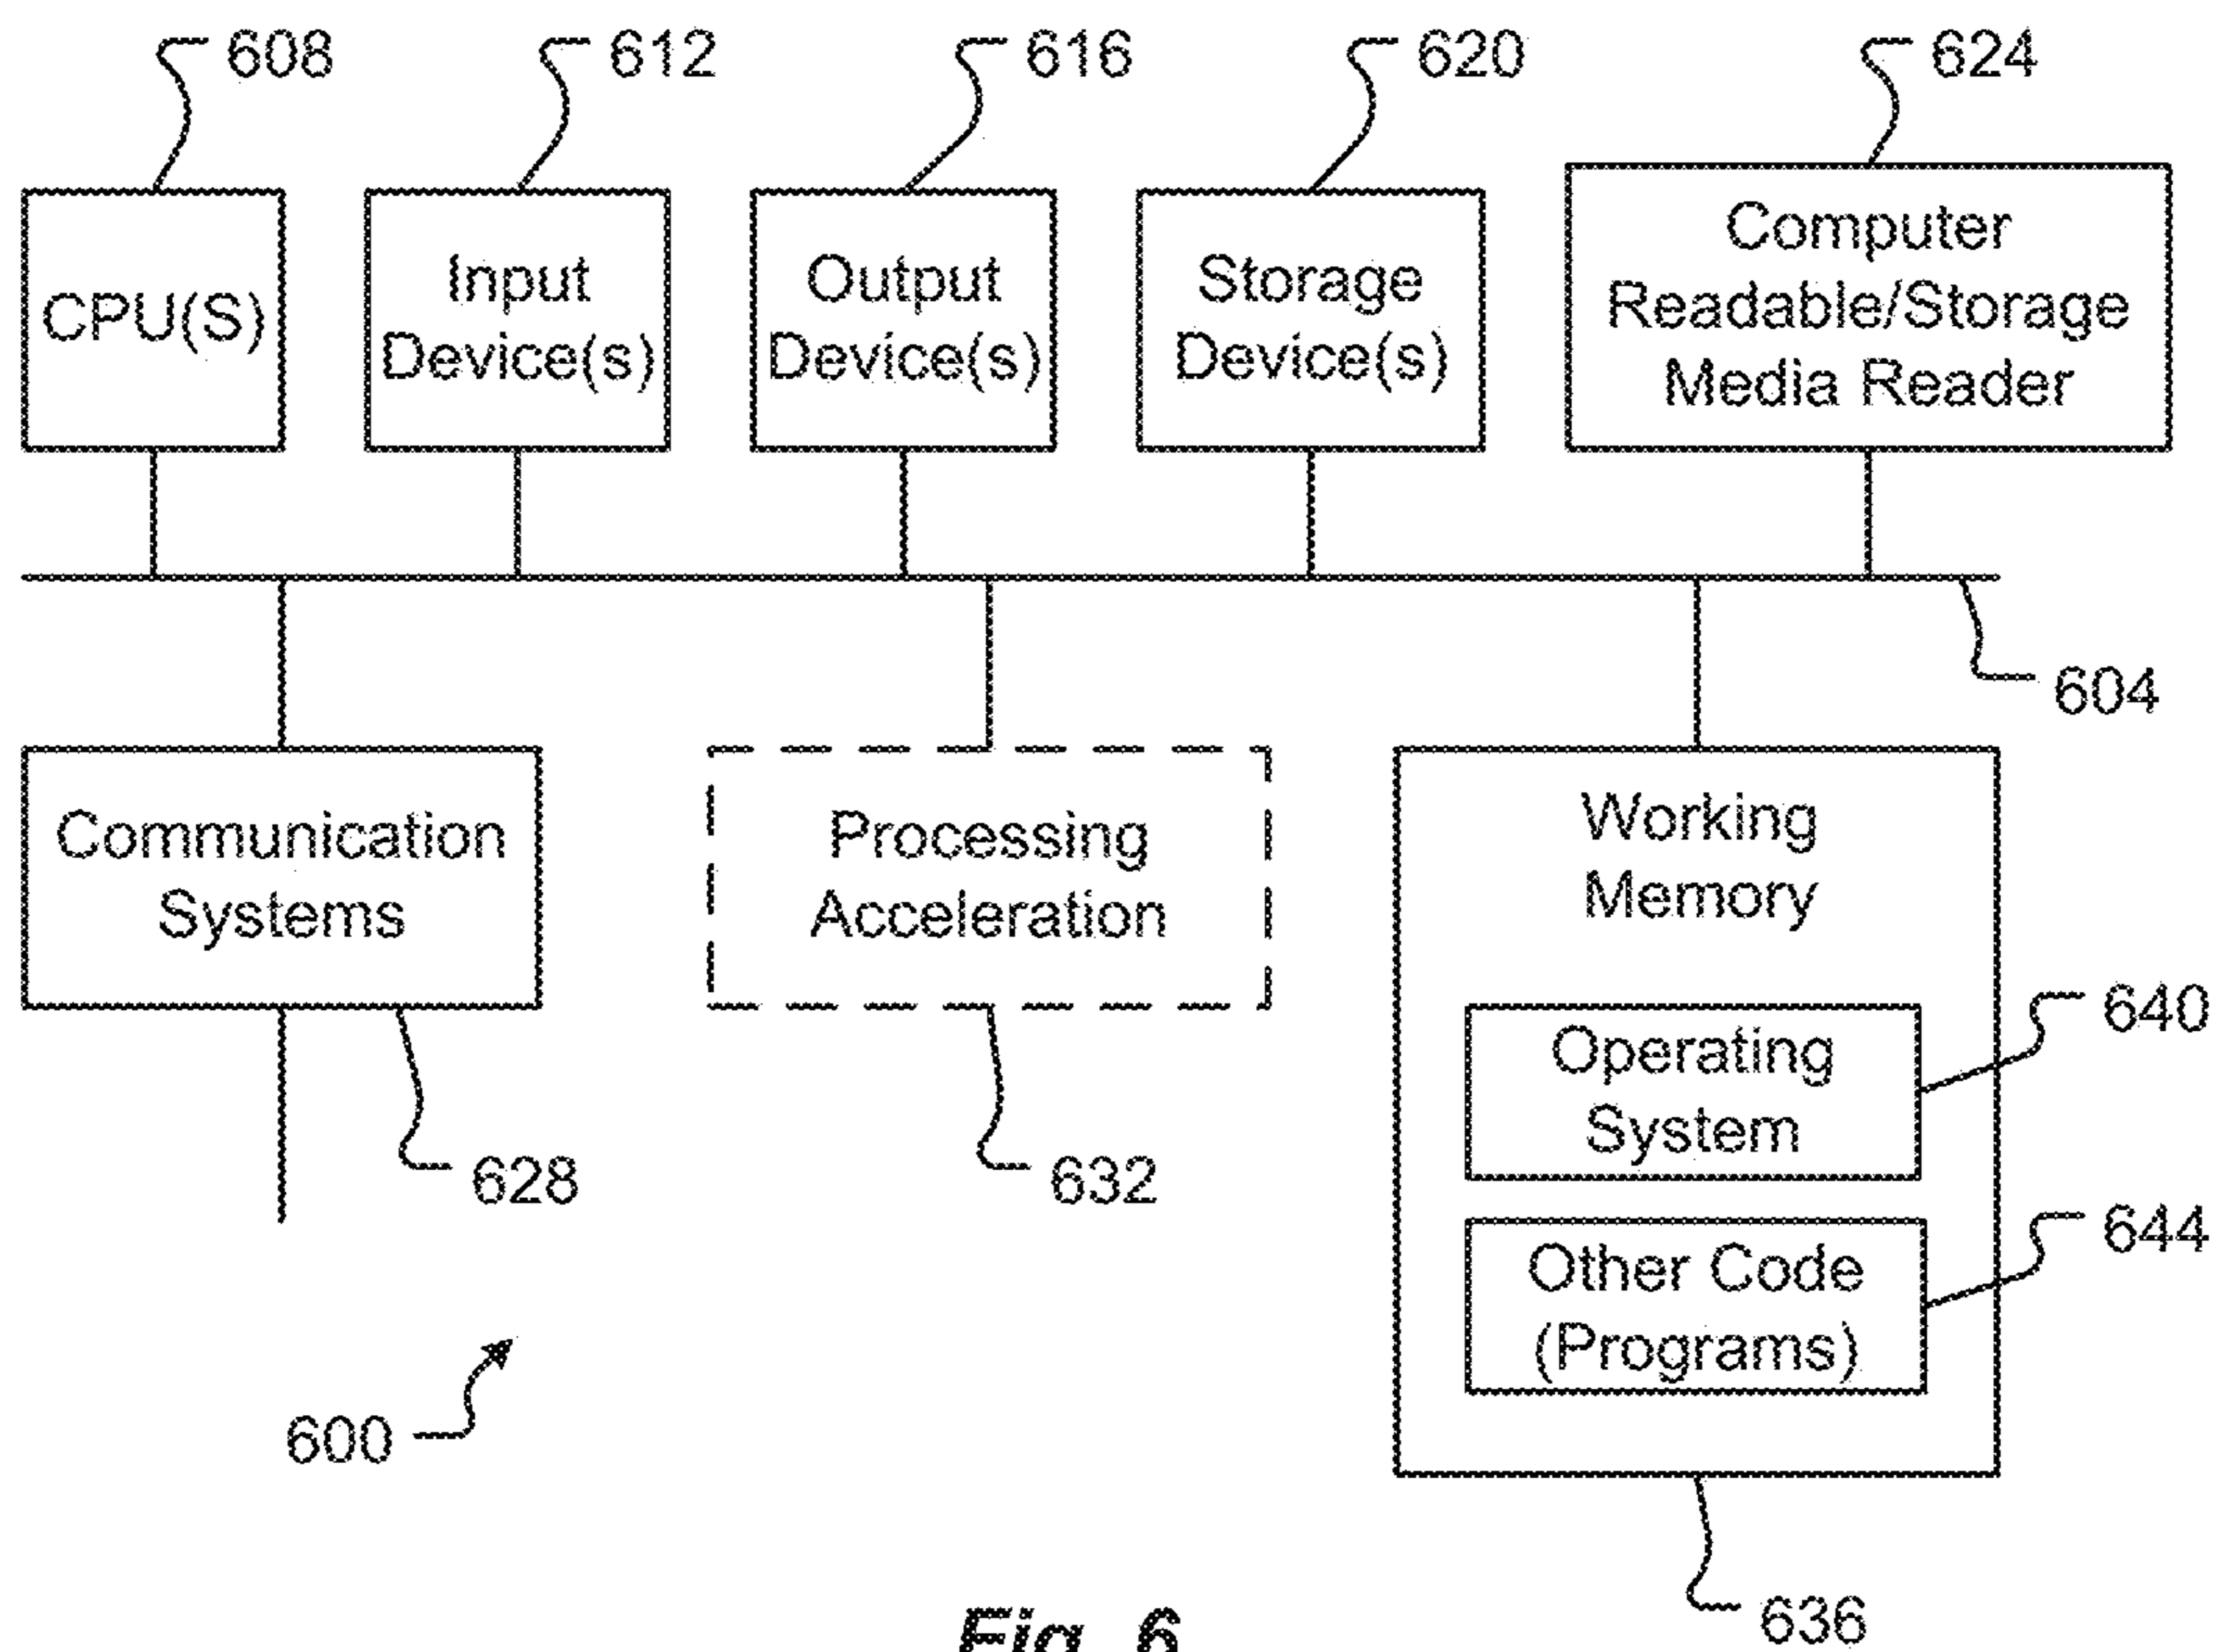 608
612
616
620
624
CPU(S)
Input
Device(s)
Output
Device(s)
Storage
Device(s)
Computer
Readable/Storage
Media Reader
604
Communication
Systems
Processing
Acceleration
Working
Memory
Operating
System
640
628
632
Other Code
(Programs)
644
600
636
Fig. 6